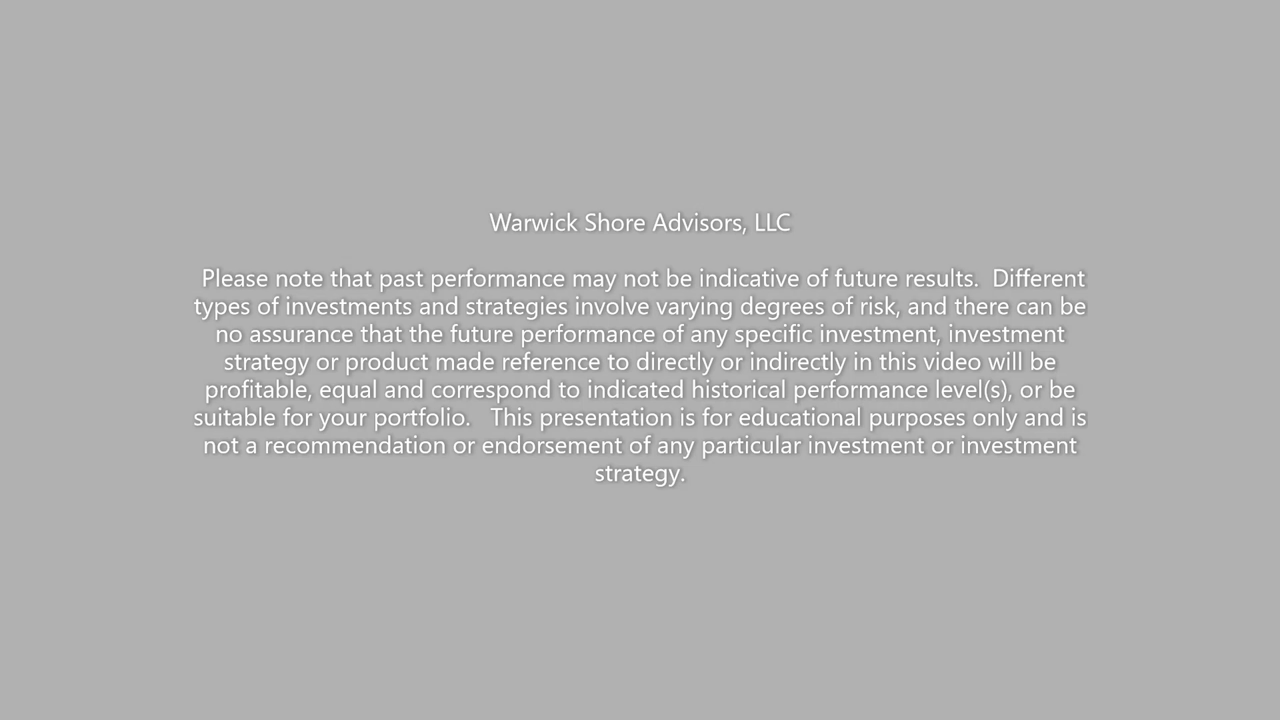 Warwick Shore Advisors, LLC
Please note that past performance may not be indicative of future results.  Different
types of investments and strategies involve varying degrees of risk, and there can be
no assurance that the future performance of any specific investment, investment
strategy or product made reference to directly or indirectly in this video will be
profitable, equal and correspond to indicated historical performance level(s), or be
suitable for your portfolio.   This presentation is for educational purposes only and is
not a recommendation or endorsement of any particular investment or investment
strategy.